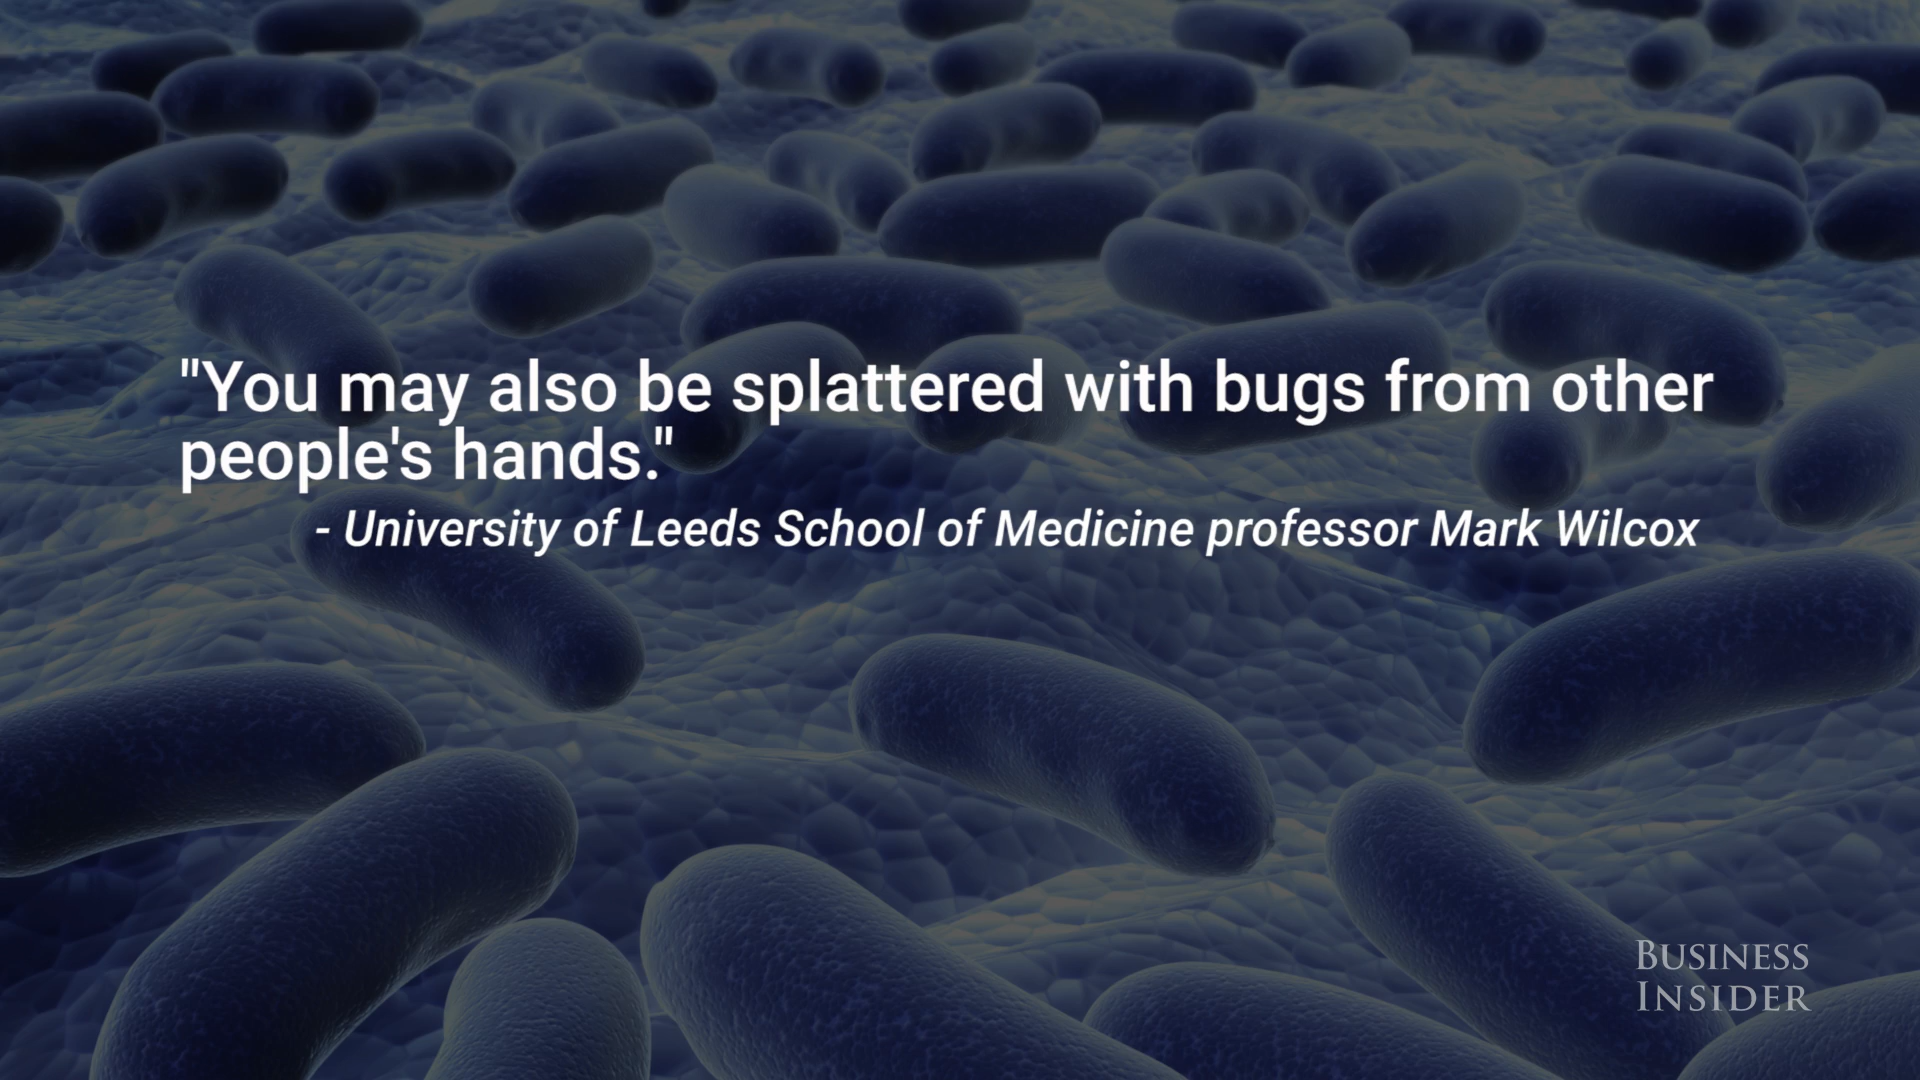 "You may also be splattered with bugs from other
people's hands."
- University of Leeds School of Medicine professor Mark Wilcox
BUSINESS
INSIDER